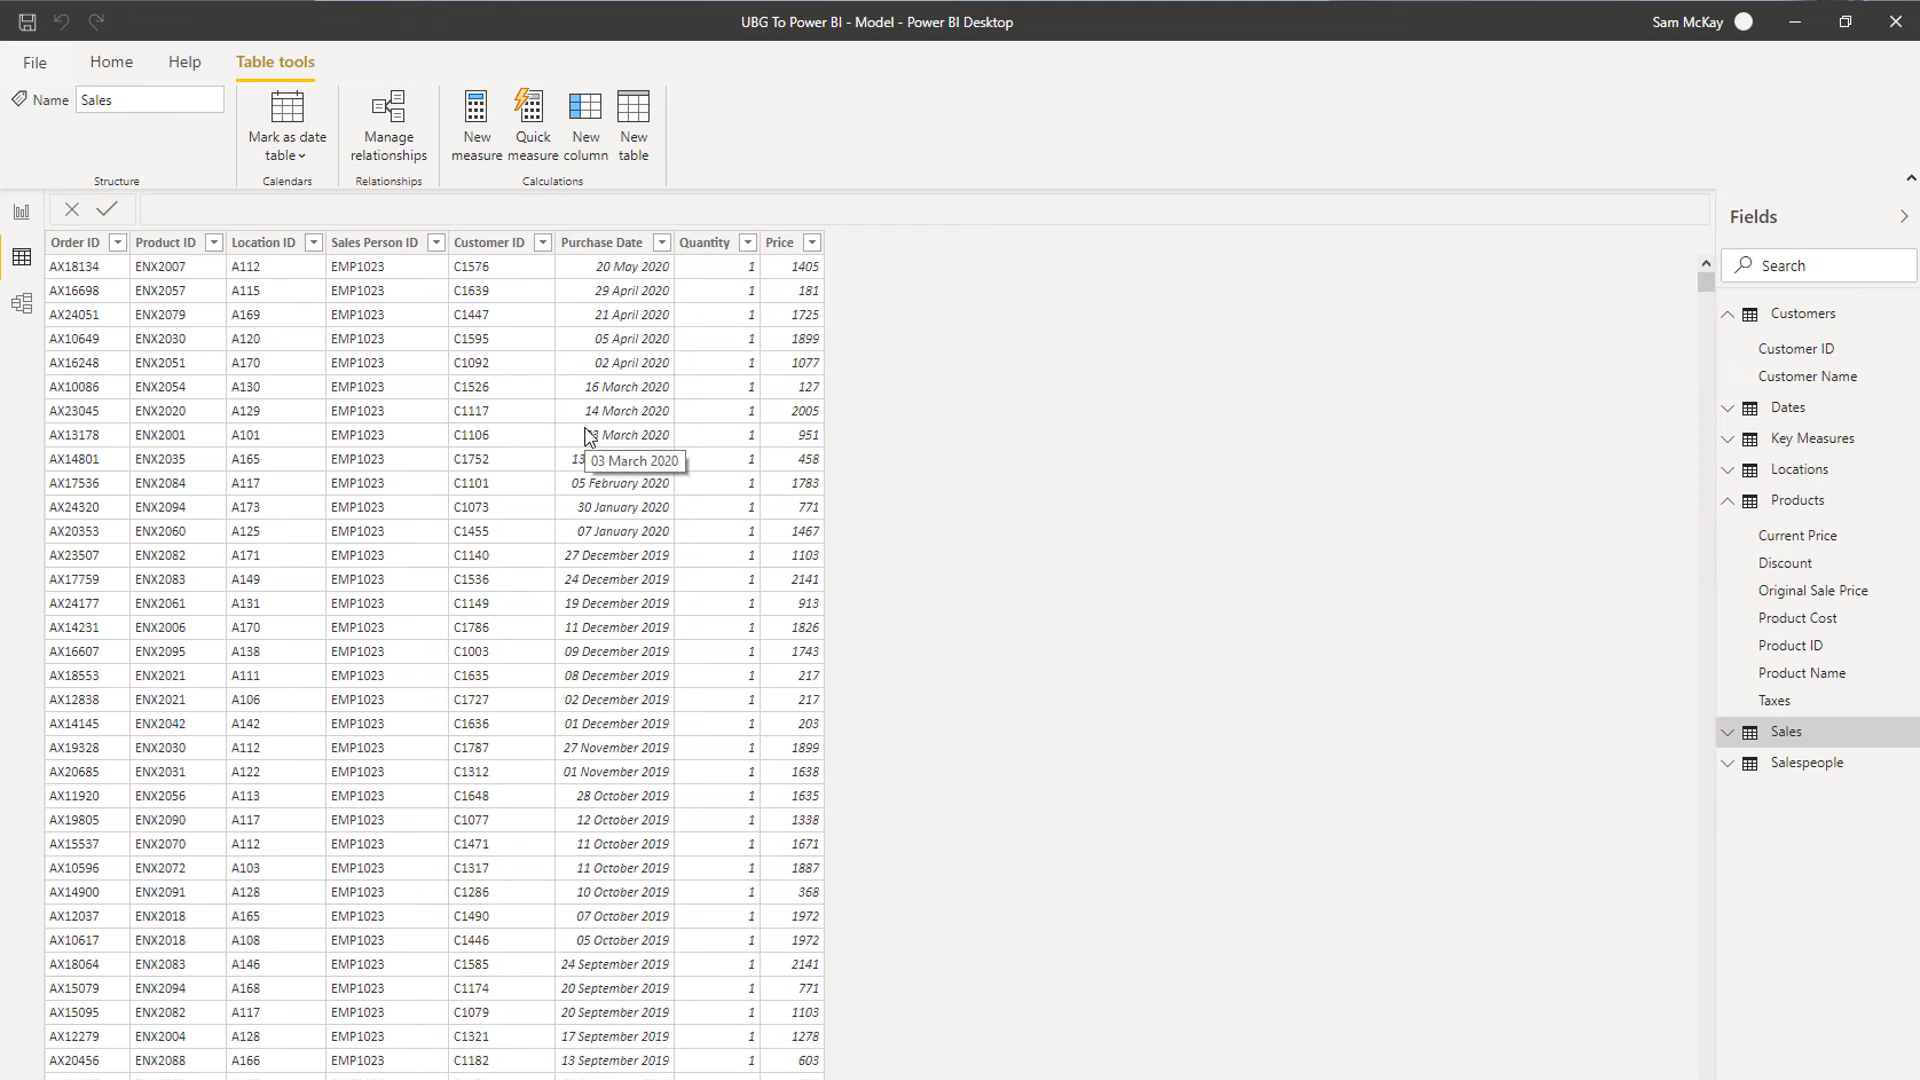 UBG To Power BI - Model - Power BI Desktop
Sam McKay
File Home Help Table tools
Name Sales
Mark as date table
Manage relationships
New measure
Quick measure
New column
New table
Structure Calendars Relationships Calculations
Order ID Product ID Location ID Sales Person ID Customer ID Purchase Date Quantity Price
AX18134 ENX2007 A112 EMP1023 C1576 20 May 2020 1 1405
AX16698 ENX2057 A115 EMP1023 C1639 29 April 2020 1 181
AX24051 ENX2079 A169 EMP1023 C1447 21 April 2020 1 1725
AX10649 ENX2030 A120 EMP1023 C1595 05 April 2020 1 1899
AX16248 ENX2051 A170 EMP1023 C1092 02 April 2020 1 1077
AX10086 ENX2054 A130 EMP1023 C1526 16 March 2020 1 127
AX23045 ENX2020 A129 EMP1023 C1117 14 March 2020 1 2005
AX13178 ENX2001 A101 EMP1023 C1106 March 2020 1 951
03 March 2020
AX14801 ENX2035 A165 EMP1023 C1752 13 1 458
AX17536 ENX2084 A117 EMP1023 C1101 05 February 2020 1 1783
AX24320 ENX2094 A173 EMP1023 C1073 30 January 2020 1 771
AX20353 ENX2060 A125 EMP1023 C1455 07 January 2020 1 1467
AX23507 ENX2082 A171 EMP1023 C1140 27 December 2019 1 1103
AX17759 ENX2083 A149 EMP1023 C1536 24 December 2019 1 2141
AX24177 ENX2061 A131 EMP1023 C1149 19 December 2019 1 913
AX14231 ENX2006 A170 EMP1023 C1786 11 December 2019 1 1826
AX16607 ENX2095 A138 EMP1023 C1003 09 December 2019 1 1743
AX18553 ENX2021 A111 EMP1023 C1635 08 December 2019 1 217
AX12838 ENX2021 A106 EMP1023 C1727 02 December 2019 1 217
AX14145 ENX2042 A142 EMP1023 C1636 01 December 2019 1 203
AX19328 ENX2030 A112 EMP1023 C1787 27 November 2019 1 1899
AX20685 ENX2031 A122 EMP1023 C1312 01 November 2019 1 1638
AX11920 ENX2056 A113 EMP1023 C1648 28 October 2019 1 1635
AX19805 ENX2090 A117 EMP1023 C1077 12 October 2019 1 1338
AX15537 ENX2070 A112 EMP1023 C1471 11 October 2019 1 1671
AX10596 ENX2072 A103 EMP1023 C1317 11 October 2019 1 1887
AX14900 ENX2091 A128 EMP1023 C1286 10 October 2019 1 368
AX12037 ENX2018 A165 EMP1023 C1490 07 October 2019 1 1972
AX10617 ENX2018 A108 EMP1023 C1446 05 October 2019 1 1972
AX18064 ENX2083 A146 EMP1023 C1585 24 September 2019 1 2141
AX15079 ENX2094 A168 EMP1023 C1174 20 September 2019 1 771
AX15095 ENX2082 A117 EMP1023 C1079 20 September 2019 1 1103
AX12279 ENX2004 A128 EMP1023 C1321 17 September 2019 1 1278
AX20456 ENX2088 A166 EMP1023 C1182 13 September 2019 1 603
Fields
Search
Customers
Customer ID
Customer Name
Dates
Key Measures
Locations
Products
Current Price
Discount
Original Sale Price
Product Cost
Product ID
Product Name
Taxes
Sales
Salespeople